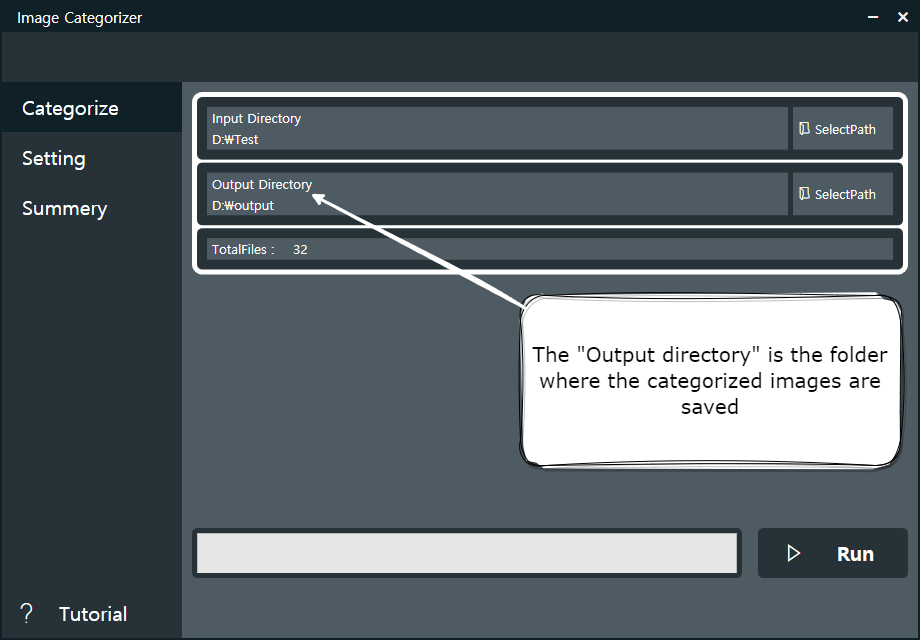 Image Categorizer
Categorize
Setting
Summery
Input Directory
D:₩Test
SelectPath
Output Directory
D:₩output
SelectPath
TotalFiles : 32
The "Output directory" is the folder
where the categorized images are
saved
Run
? Tutorial